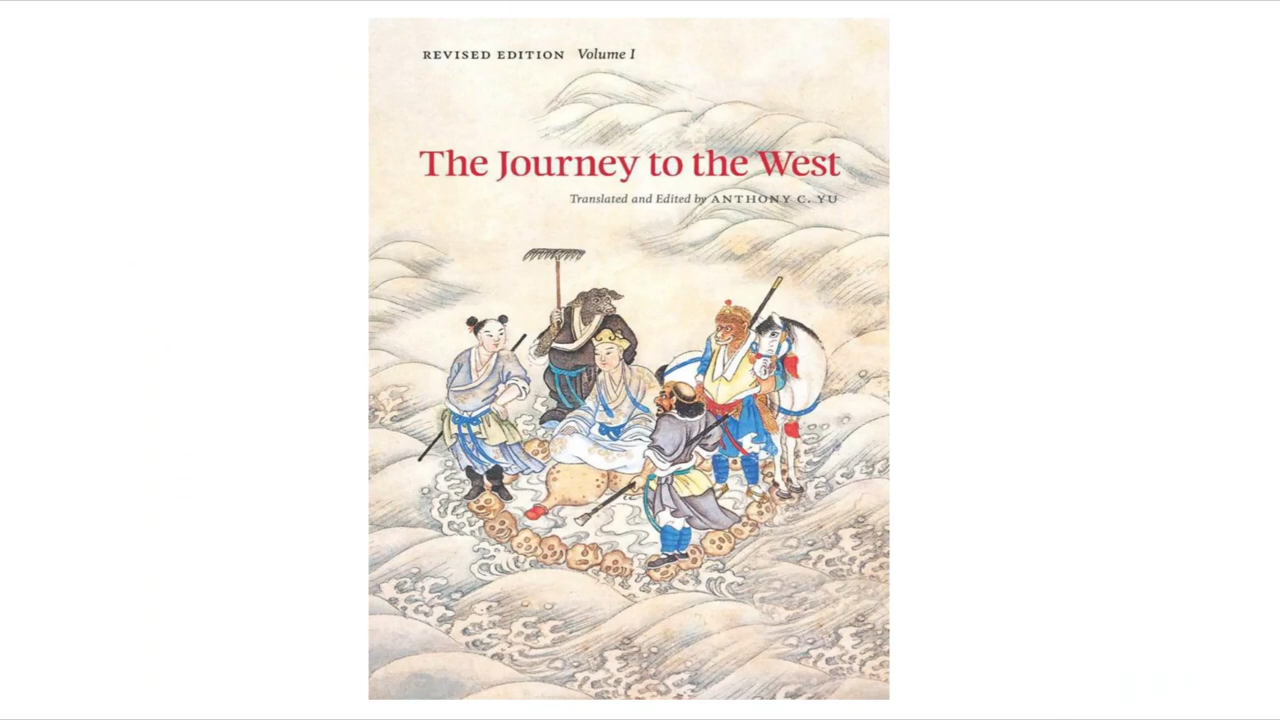 REVISED EDITION Volume I
The Journey to the West
Translated and Edited by ANTHONY C. YU